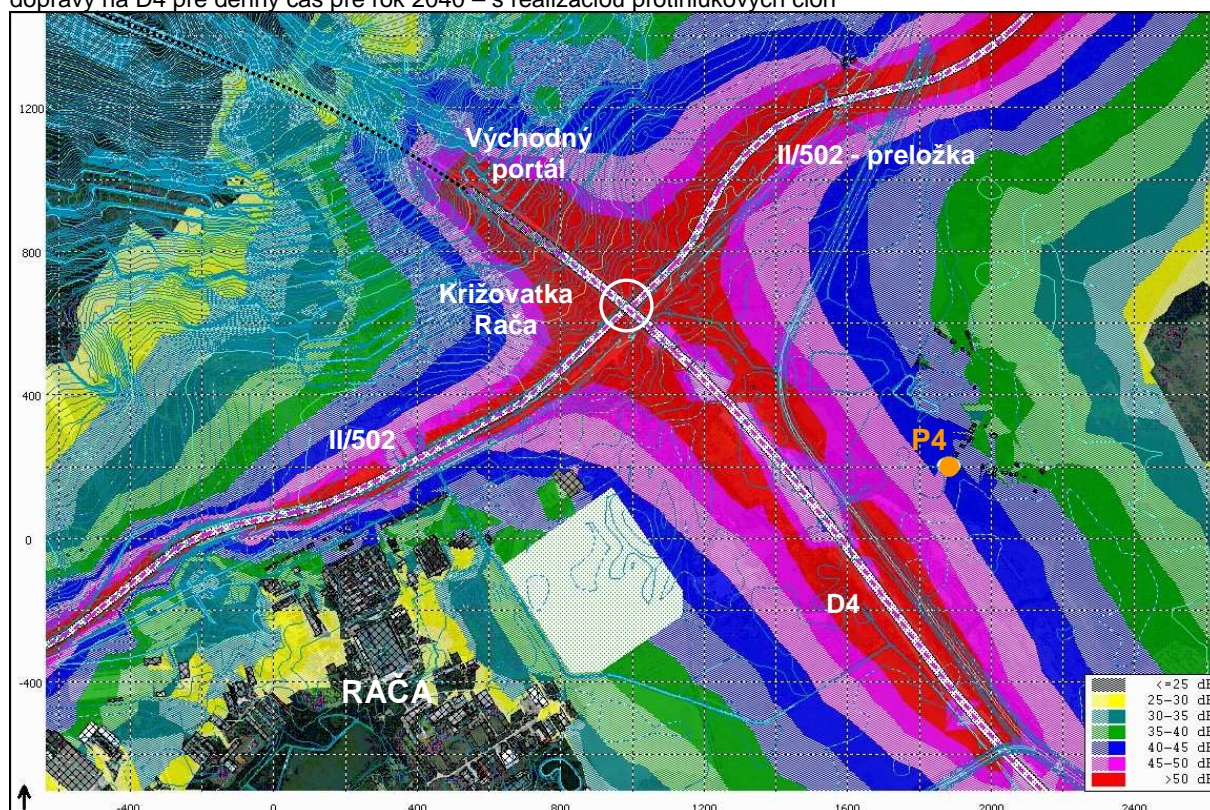 dopravy na D4 pre denný čas pre rok 2040 – s realizáciou protihlukových clôn
1200
Východný
portál
II/502 - preložka
800
Križovatka
Rača
400
II/502
P4
0
D4
-400
RAČA
<=25 dB
25-30 dB
30-35 dB
35-40 dB
40-45 dB
45-50 dB
>50 dB
-400
0
400
800
1200
1600
2000
2400